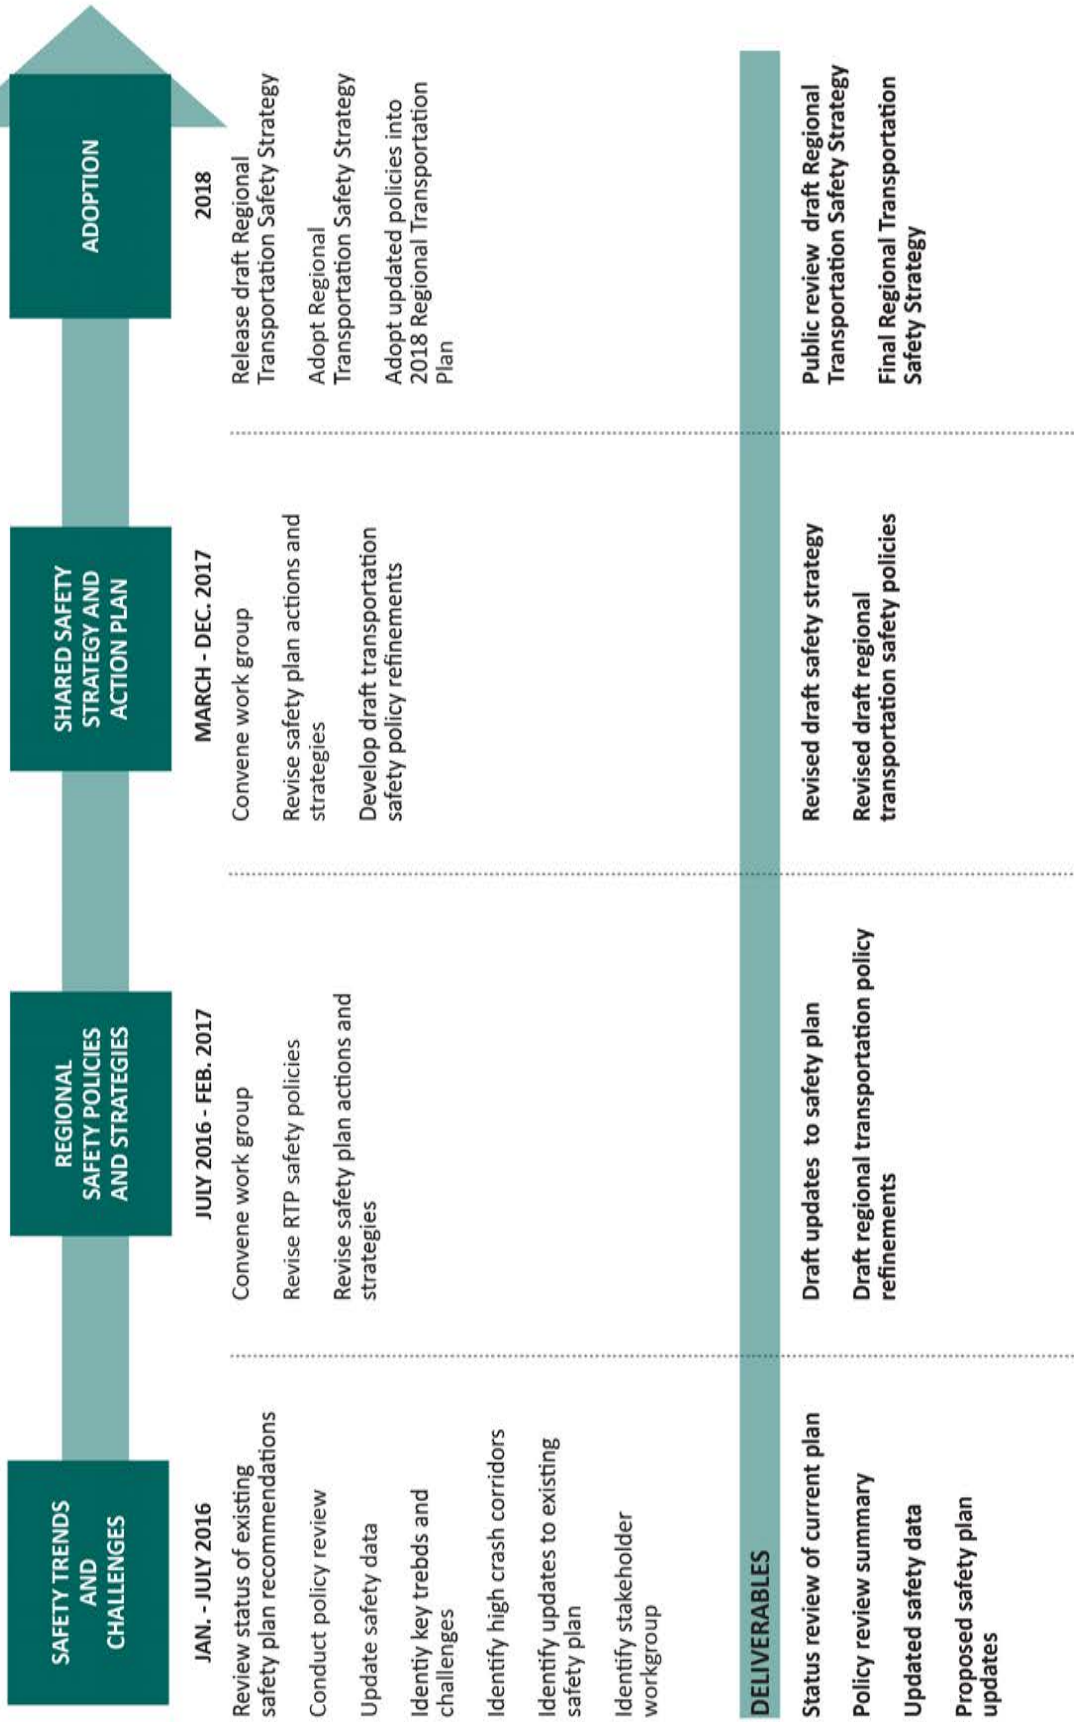 SAFETY TRENDS
AND
CHALLENGES
JAN. - JULY 2016
Review status of existing
safety plan recommendations
Conduct policy review
Update safety data
Identiy key trebds and
challenges
Identify high crash corridors
Identify updates to existing
safety plan
Identify stakeholder
workgroup
REGIONAL
SAFETY POLICIES
AND STRATEGIES
JULY 2016 - FEB. 2017
Convene work group
Revise RTP safety policies
Revise safety plan actions and
strategies
SHARED SAFETY
STRATEGY AND
ACTION PLAN
MARCH - DEC. 2017
Convene work group
Revise safety plan actions and
strategies
Develop draft transportation
safety policy refinements
ADOPTION
2018
Release draft Regional
Transportation Safety Strategy
Adopt Regional
Transportation Safety Strategy
Adopt updated policies into
2018 Regional Transportation
Plan
DELIVERABLES
Status review of current plan
Policy review summary
Updated safety data
Proposed safety plan
updates
Draft updates to safety plan
Draft regional transportation policy
refinements
Revised draft safety strategy
Revised draft regional
transportation safety policies
Public review draft Regional
Transportation Safety Strategy
Final Regional Transportation
Safety Strategy